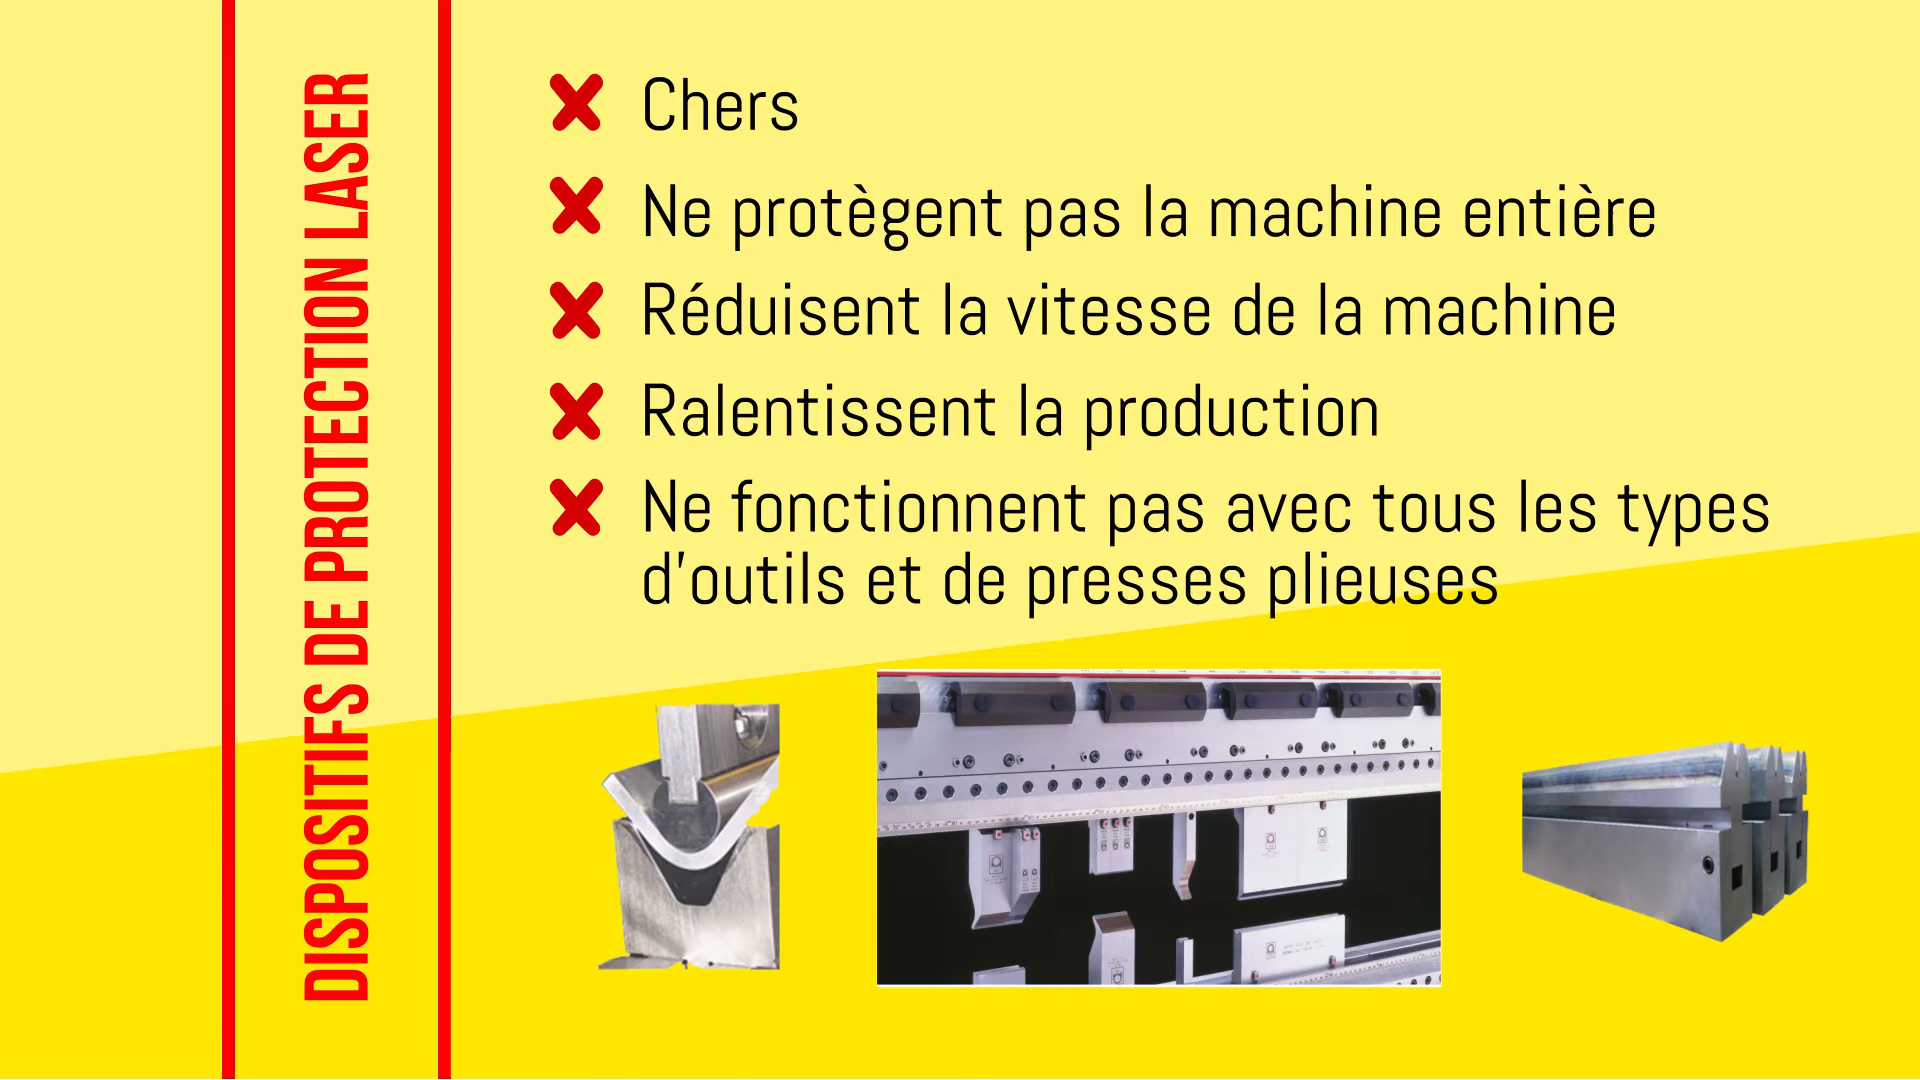 DISPOSITIFS DE PROTECTION LASER
Chers
Ne protègent pas la machine entière
Réduisent la vitesse de la machine
Ralentissent la production
Ne fonctionnent pas avec tous les types
d'outils et de presses plieuses